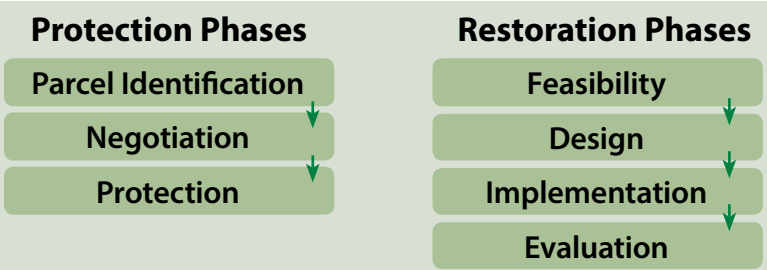 Protection Phases
Parcel Identification
Negotiation
Protection
Restoration Phases
Feasibility
Design
Implementation
Evaluation